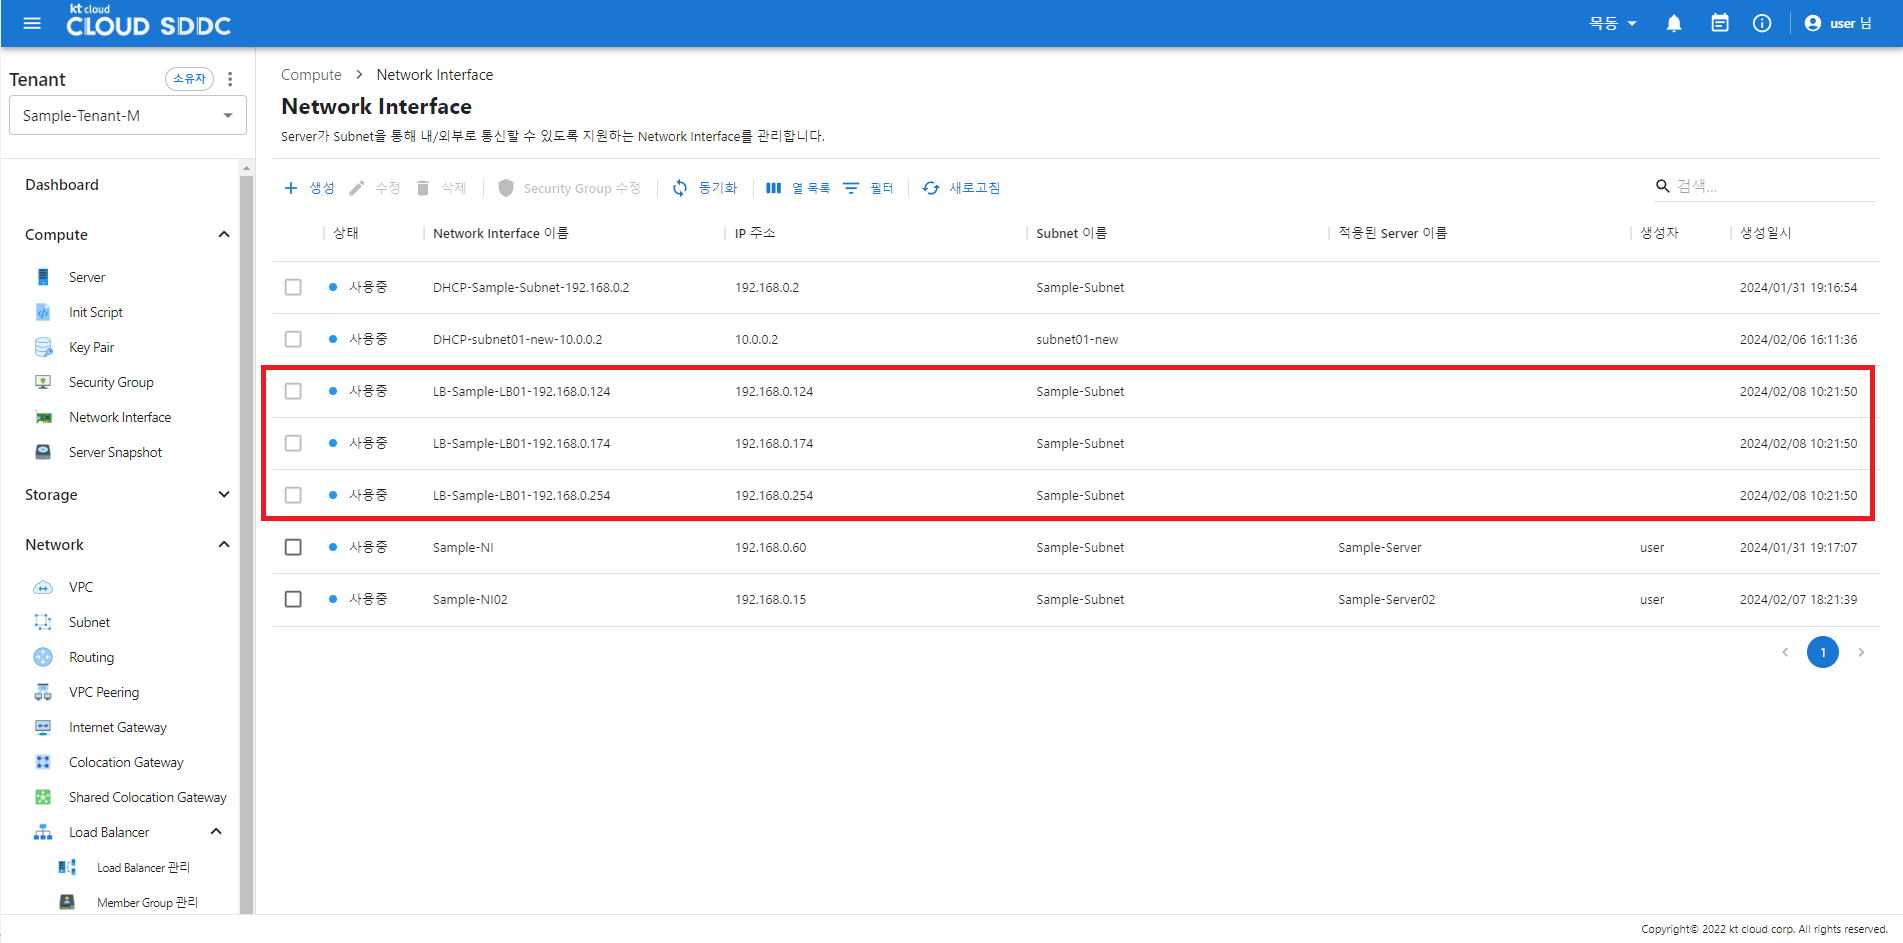 kt cloud
CLOUD SDDC
목동
user 님
Tenant
소유자
Sample-Tenant-M
Dashboard
Compute
Server
Init Script
Key Pair
Security Group
Network Interface
Server Snapshot
Storage
Network
VPC
Subnet
Routing
VPC Peering
Internet Gateway
Colocation Gateway
Shared Colocation Gateway
Load Balancer
Load Balancer 관리
Member Group 관리
Compute > Network Interface
Network Interface
Server가 Subnet을 통해 내/외부로 통신할 수 있도록 지원하는 Network Interface를 관리합니다.
생성 수정 삭제 Security Group 수정 동기화 열 목록 필터 새로고침 검색...
상태 Network Interface 이름 IP 주소 Subnet 이름 적용된 Server 이름 생성자 생성일시
사용중 DHCP-Sample-Subnet-192.168.0.2 192.168.0.2 Sample-Subnet 2024/01/31 19:16:54
사용중 DHCP-subnet01-new-10.0.0.2 10.0.0.2 subnet01-new 2024/02/06 16:11:36
사용중 LB-Sample-LB01-192.168.0.124 192.168.0.124 Sample-Subnet 2024/02/08 10:21:50
사용중 LB-Sample-LB01-192.168.0.174 192.168.0.174 Sample-Subnet 2024/02/08 10:21:50
사용중 LB-Sample-LB01-192.168.0.254 192.168.0.254 Sample-Subnet 2024/02/08 10:21:50
사용중 Sample-NI 192.168.0.60 Sample-Subnet Sample-Server user 2024/01/31 19:17:07
사용중 Sample-NI02 192.168.0.15 Sample-Subnet Sample-Server02 user 2024/02/07 18:21:39
1
Copyright© 2022 kt cloud corp. All rights reserved.